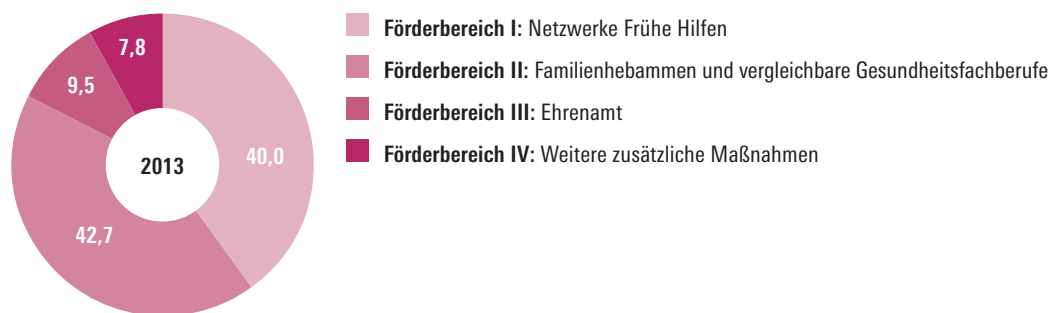 7,8
9,5
2013
40,0
42,7
Förderbereich I: Netzwerke Frühe Hilfen
Förderbereich II: Familienhebammen und vergleichbare Gesundheitsfachberufe
Förderbereich III: Ehrenamt
Förderbereich IV: Weitere zusätzliche Maßnahmen